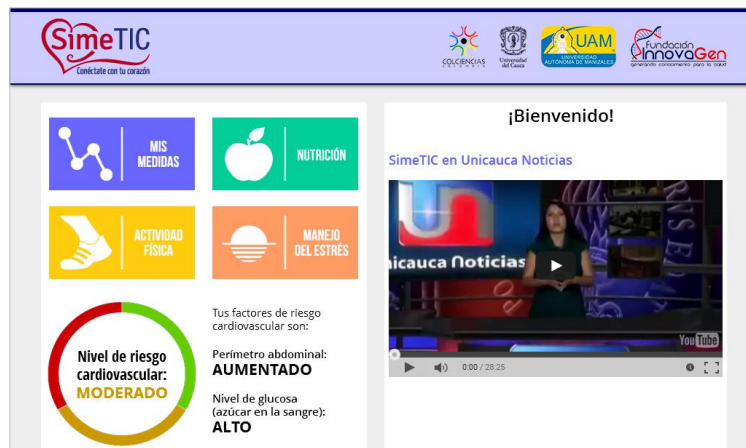 SimeTIC
Conéctate con tu corazón
COLCIENCIAS
COLOMBIA
Universidad
del Cauca
UAM
UNIVERSIDAD
AUTÓNOMA DE MANIZALES
Fundación
InnovaGen
generando conocimiento para la salud
MIS
MEDIDAS
NUTRICIÓN
ACTIVIDAD
FÍSICA
MANEJO
DEL ESTRÉS
Nivel de riesgo
cardiovascular:
MODERADO
Tus factores de riesgo
cardiovascular son:
Perímetro abdominal:
AUMENTADO
Nivel de glucosa
(azúcar en la sangre):
ALTO
¡Bienvenido!
SimeTIC en Unicauca Noticias
Un
nicauca Noticias
YouTube
0:00 / 28:25